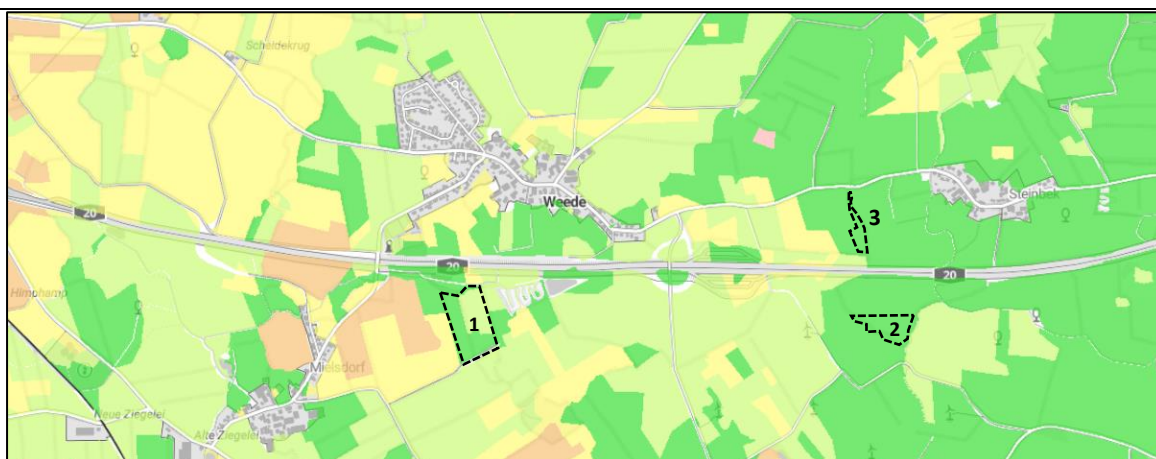 Scheidekrug
Weede
Steinbek
3
20
20
20
Himphamp
1
2
Mielsdorf
Neue Ziegelei
Alte Ziegelei